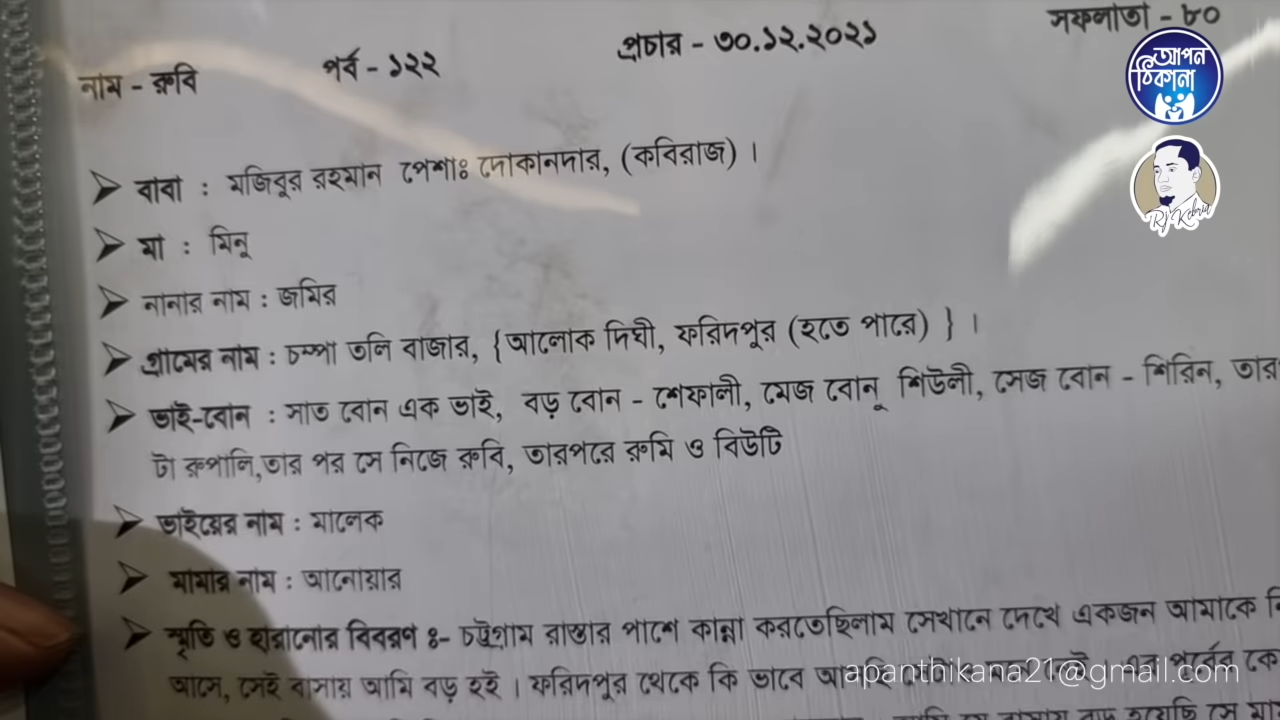 নাম - রুবি পর্ব - ১২২ প্রচার - ৩০.১২.২০২১ সফলতা - ৮০
আপন ঠিকানা
RJ Kebria
➤ বাবা : মজিবুর রহমান পেশাঃ দোকানদার, (কবিরাজ) ।
➤ মা : মিনু
➤ নানার নাম : জমির
➤ গ্রামের নাম : চম্পা তলি বাজার, {আলোক দিঘী, ফরিদপুর (হতে পারে) } ।
➤ ভাই-বোন : সাত বোন এক ভাই, বড় বোন - শেফালী, মেজ বোনূ শিউলী, সেজ বোন - শিরিন, তার
টা রুপালি,তার পর সে নিজে রুবি, তারপরে রুমি ও বিউটি
➤ ভাইয়ের নাম : মালেক
➤ মামার নাম : আনোয়ার
➤ স্মৃতি ও হারানোর বিবরণ ঃ- চট্টগ্রাম রাস্তার পাশে কান্না করতেছিলাম সেখানে দেখে একজন আমাকে
আসে, সেই বাসায় আমি বড় হই । ফরিদপুর থেকে কি ভাবে
apanthikana21@gmail.com